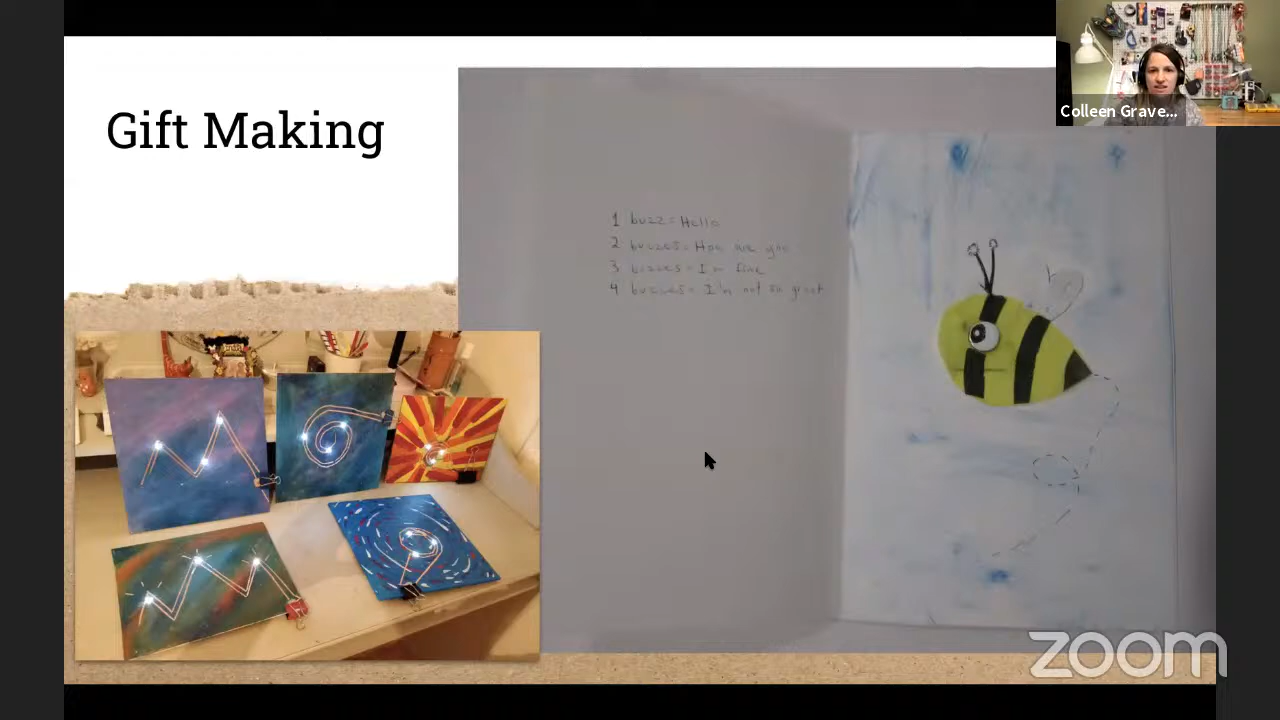 Gift Making
Colleen Grave...
1 buzz = Hello
2 buzzes = How are you
3 buzzes = I'm fine
4 buzzes = I'm not so great
zoom